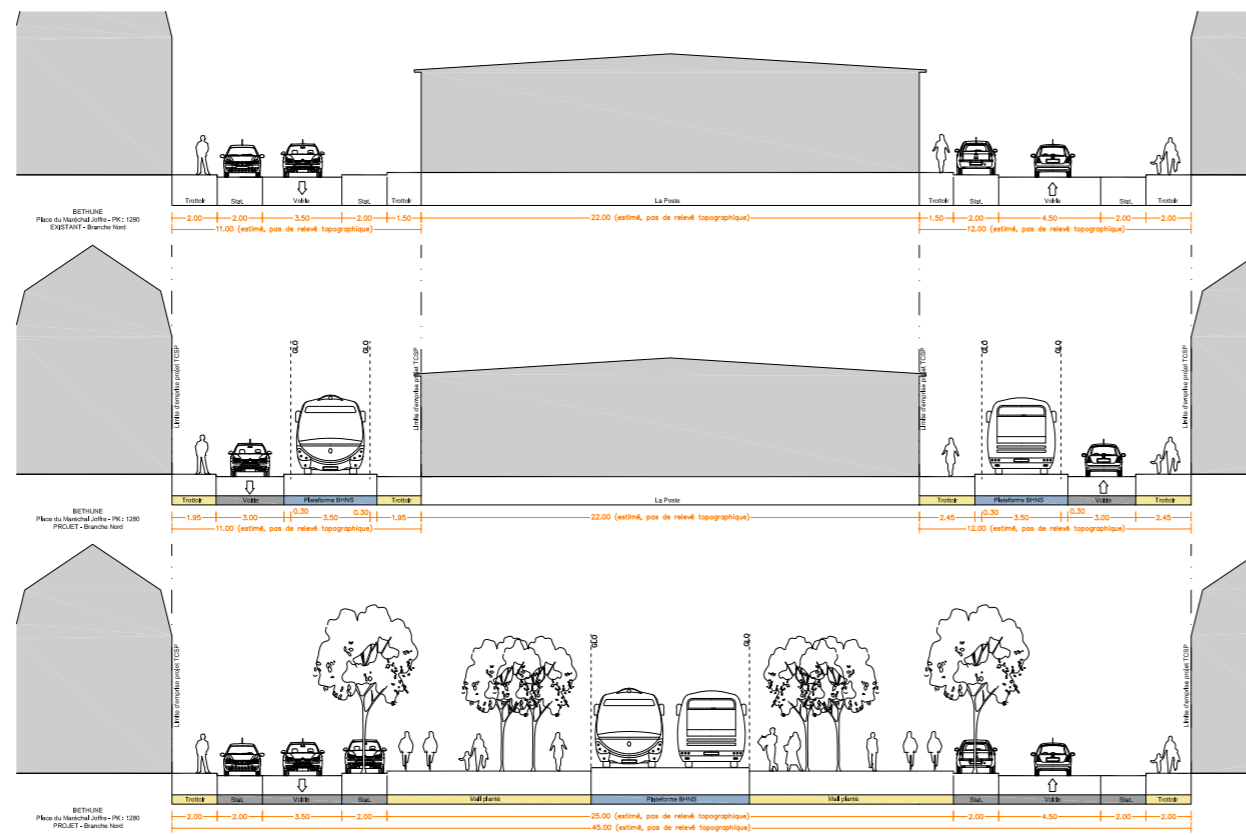 Trottoir Stat. Voirie Stat. Trottoir La Poste Trottoir Stat. Voirie Stat. Trottoir
BETHUNE
Place du Maréchal Joffre - PK : 1280
EXISTANT - Branche Nord
2.00 2.00 3.50 2.00 1.50 22.00 (estimé, pas de relevé topographique) 1.50 2.00 4.50 2.00 2.00
11.00 (estimé, pas de relevé topographique) 12.00 (estimé, pas de relevé topographique)
Limite d'emprise projet TCSP
GLO
GLO
Limite d'emprise projet TCSP
Limite d'emprise projet TCSP
GLO
GLO
Limite d'emprise projet TCSP
Trottoir Voirie Plateforme BHNS Trottoir La Poste Trottoir Plateforme BHNS Voirie Trottoir
BETHUNE
Place du Maréchal Joffre - PK : 1280
PROJET - Branche Nord
1.95 3.00 0.30 3.50 0.30 1.95 22.00 (estimé, pas de relevé topographique) 2.45 0.30 3.50 0.30 3.00 2.45
11.00 (estimé, pas de relevé topographique) 12.00 (estimé, pas de relevé topographique)
Limite d'emprise projet TCSP
GLO
GLO
Limite d'emprise projet TCSP
Trottoir Stat. Voirie Stat. Mail planté Plateforme BHNS Mail planté Stat. Voirie Stat. Trottoir
BETHUNE
Place du Maréchal Joffre - PK : 1280
PROJET - Branche Nord
2.00 2.00 3.50 2.00 25.00 (estimé, pas de relevé topographique) 2.00 4.50 2.00 2.00
45.00 (estimé, pas de relevé topographique)